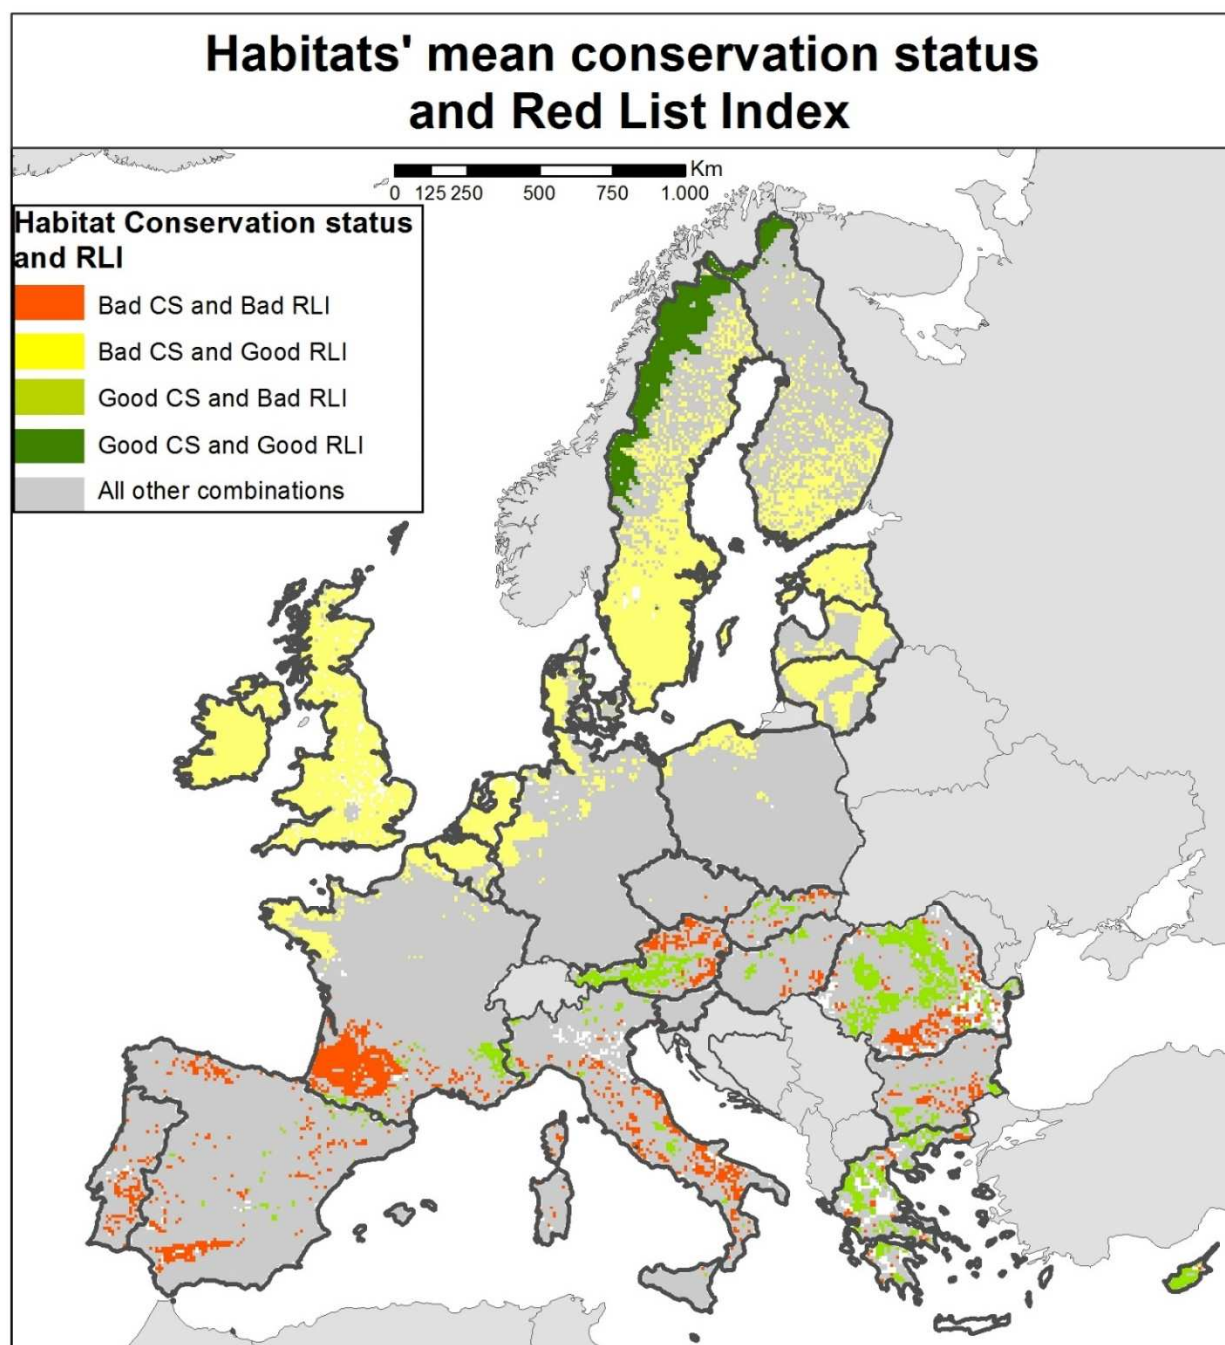 Habitats' mean conservation status
and Red List Index
Km
0 125 250 500 750 1.000
Habitat Conservation status
and RLI
Bad CS and Bad RLI
Bad CS and Good RLI
Good CS and Bad RLI
Good CS and Good RLI
All other combinations